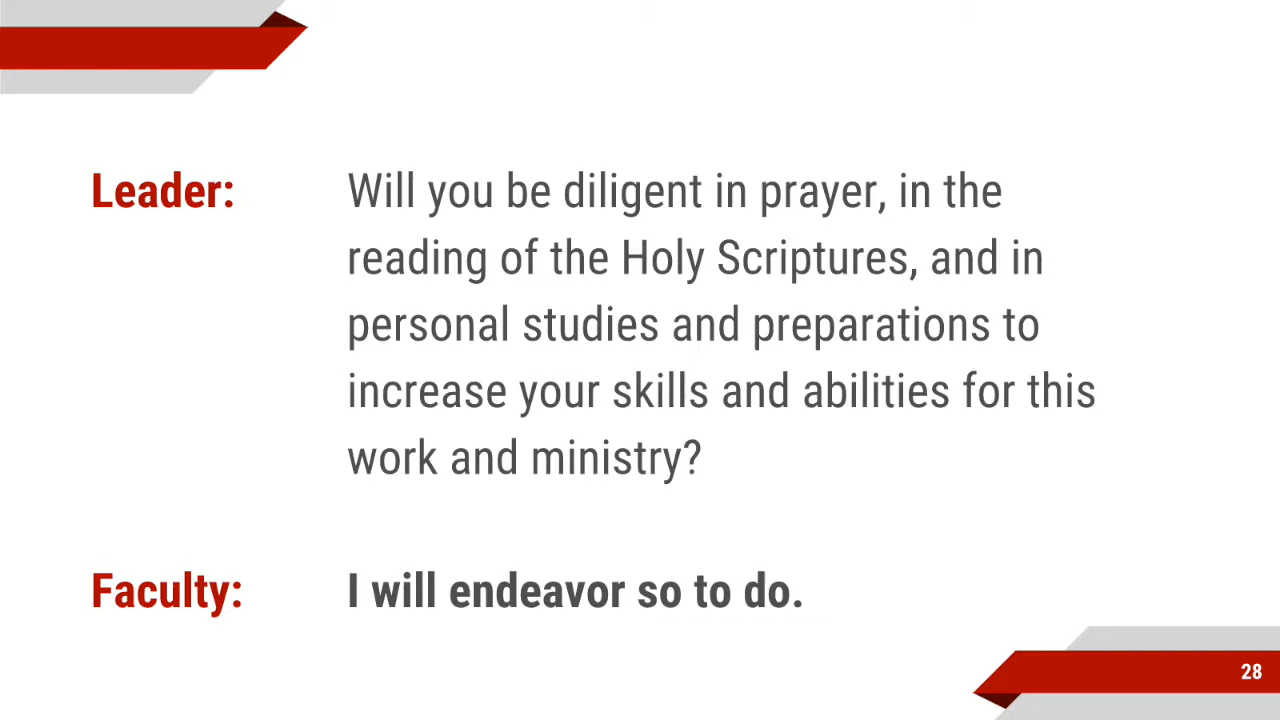 Leader: Will you be diligent in prayer, in the
reading of the Holy Scriptures, and in
personal studies and preparations to
increase your skills and abilities for this
work and ministry?
Faculty: I will endeavor so to do.
28